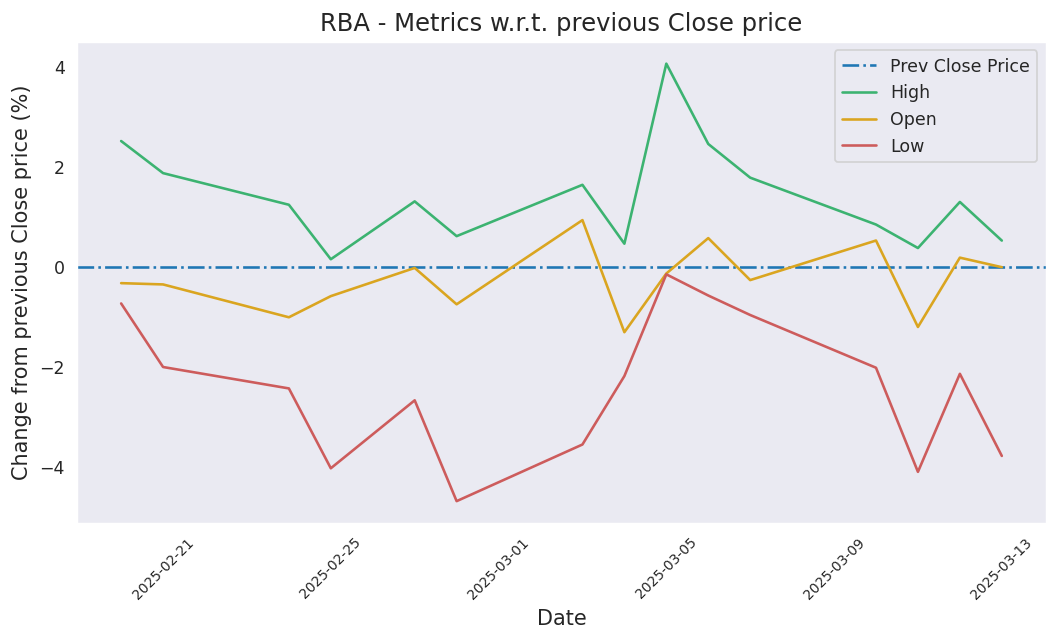 RBA - Metrics w.r.t. previous Close price
Change from previous Close price (%)
4
2
0
−2
−4
Prev Close Price
High
Open
Low
2025-02-21
2025-02-25
2025-03-01
2025-03-05
2025-03-09
2025-03-13
Date